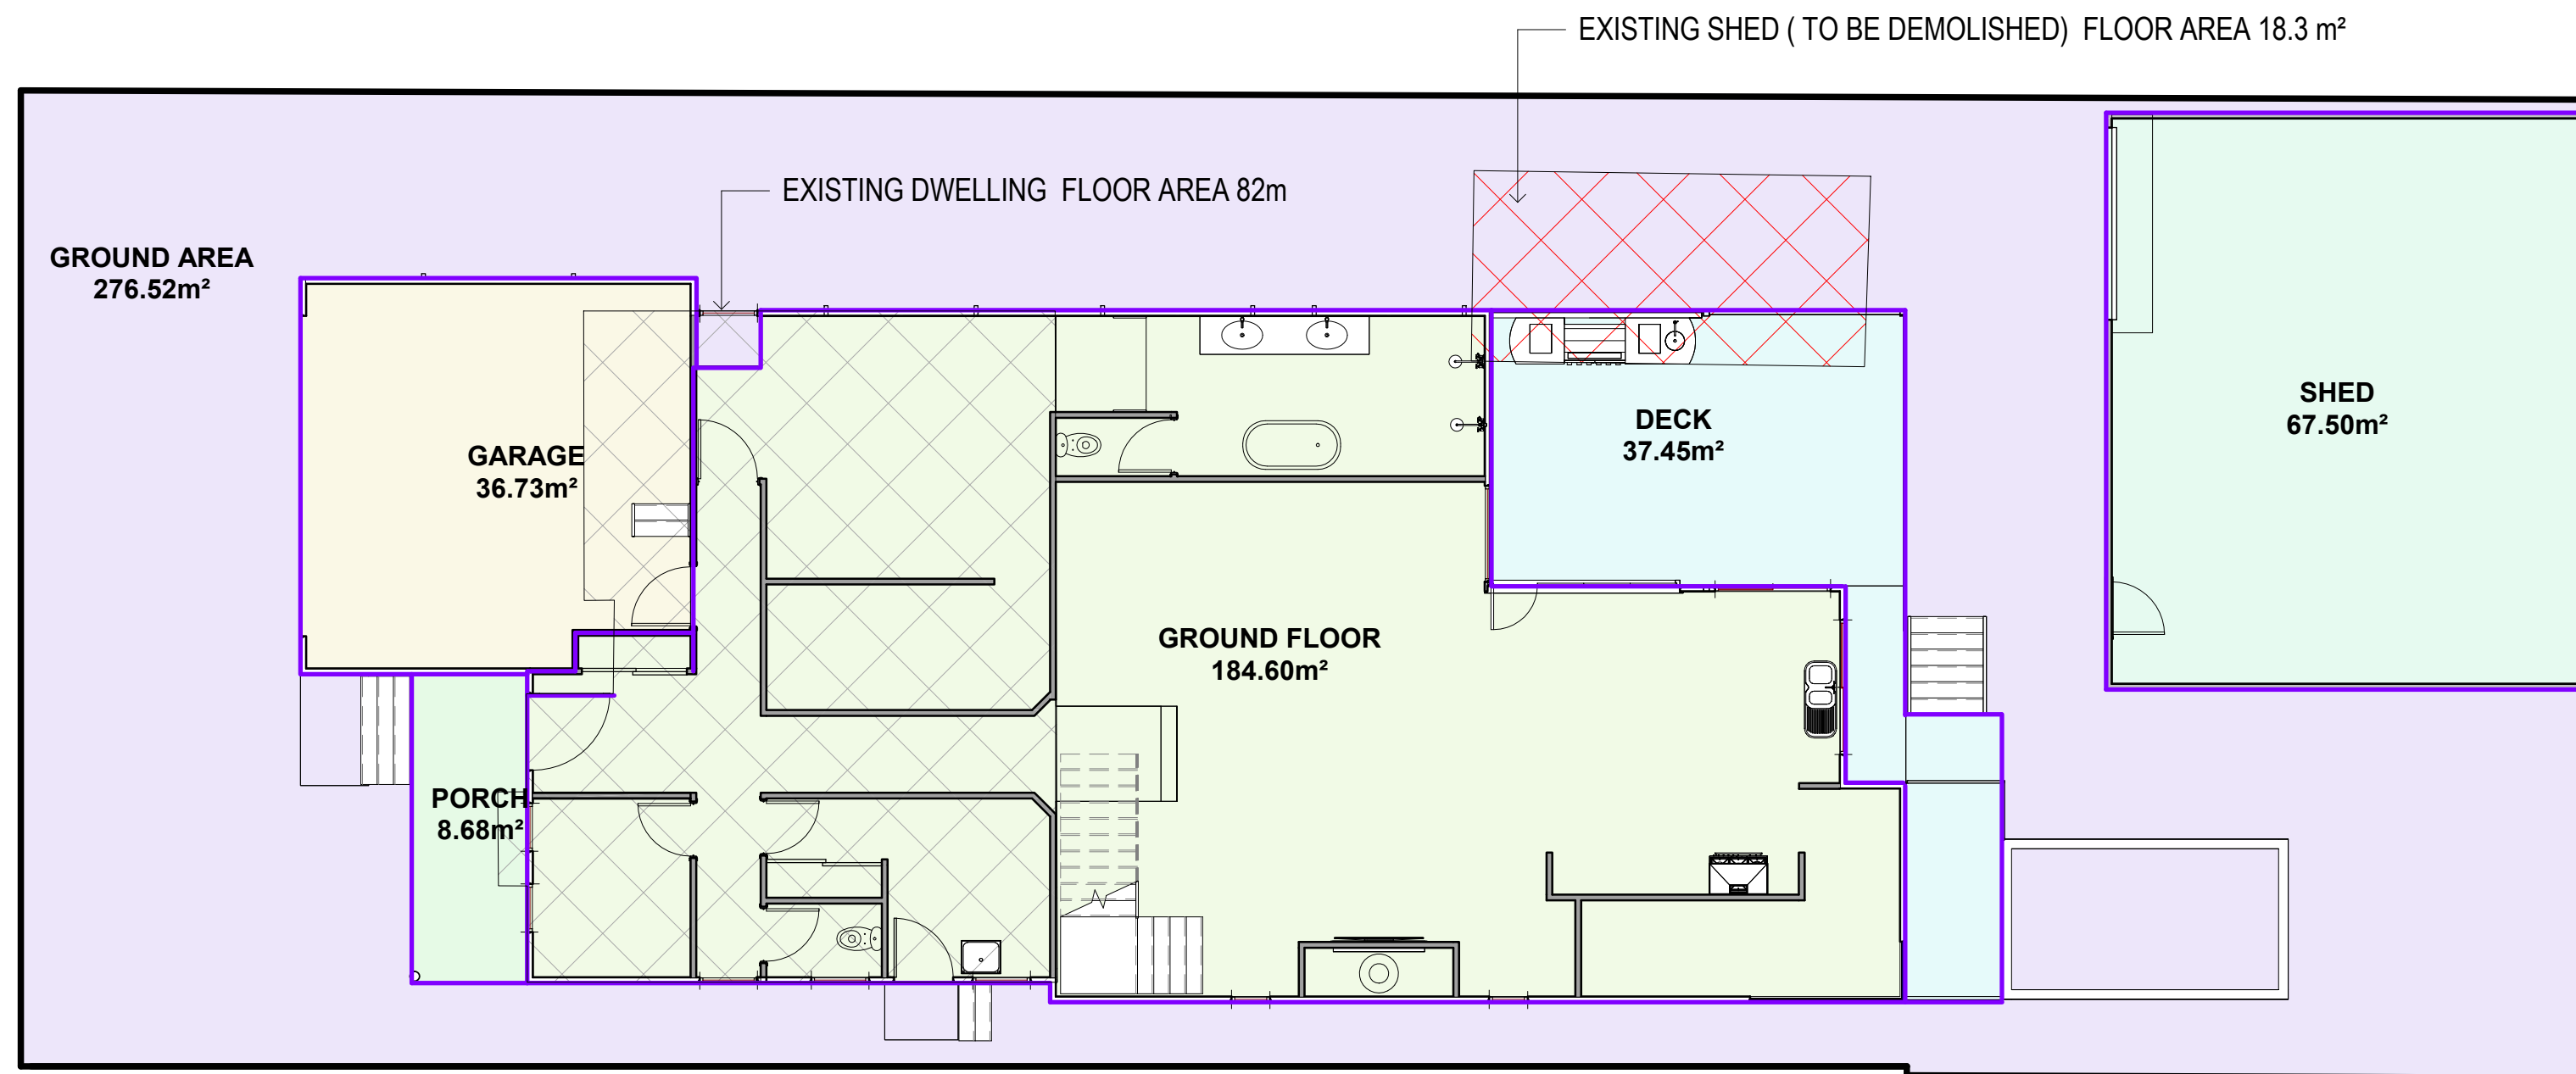 EXISTING SHED ( TO BE DEMOLISHED)  FLOOR AREA 18.3 m²
EXISTING DWELLING  FLOOR AREA 82m
GROUND AREA
276.52m²
GARAGE
36.73m²
DECK
37.45m²
SHED
67.50m²
GROUND FLOOR
184.60m²
PORCH
8.68m²